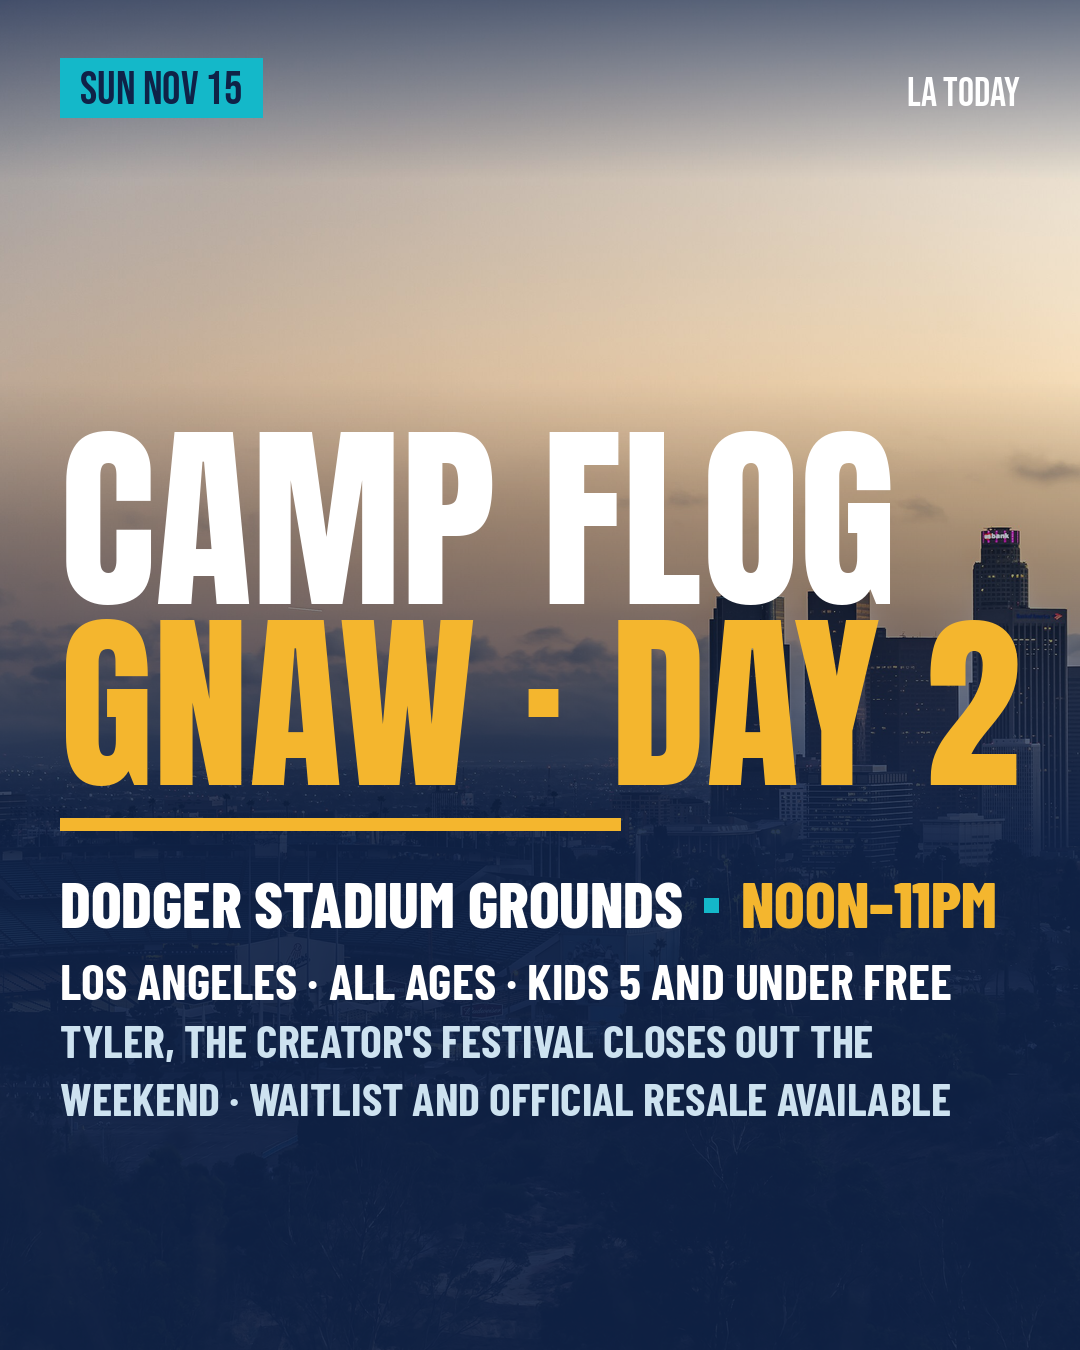 SUN NOV 15
LA TODAY
CAMP FLOG
usbank
GNAW · DAY 2
DODGER STADIUM GROUNDS ▪ NOON–11PM
LOS ANGELES · ALL AGES · KIDS 5 AND UNDER FREE
TYLER, THE CREATOR'S FESTIVAL CLOSES OUT THE
WEEKEND · WAITLIST AND OFFICIAL RESALE AVAILABLE